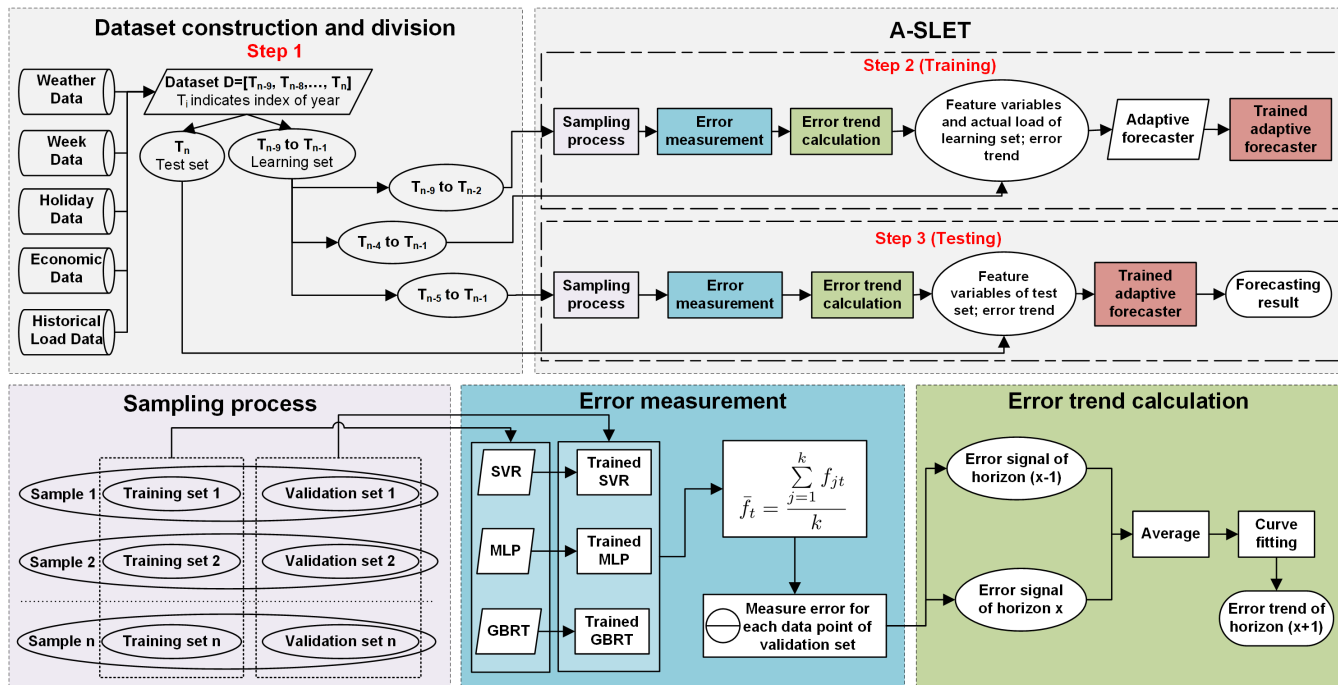 Dataset construction and division
Step 1
Weather
Data
Week
Data
Holiday
Data
Economic
Data
Historical
Load Data
Dataset D=[Tn-9, Tn-8,..., Tn]
Ti indicates index of year
Tn
Test set
Tn-9 to Tn-1
Learning set
Tn-9 to Tn-2
Tn-4 to Tn-1
Tn-5 to Tn-1
A-SLET
Step 2 (Training)
Sampling
process
Error
measurement
Error trend
calculation
Feature variables
and actual load of
learning set; error
trend
Adaptive
forecaster
Trained
adaptive
forecaster
Step 3 (Testing)
Sampling
process
Error
measurement
Error trend
calculation
Feature
variables of test
set; error trend
Trained
adaptive
forecaster
Forecasting
result
Sampling process
Sample 1
Training set 1
Validation set 1
Sample 2
Training set 2
Validation set 2
Sample n
Training set n
Validation set n
Error measurement
SVR
Trained
SVR
MLP
Trained
MLP
GBRT
Trained
GBRT
f̄t = ∑ j=1 k fjt / k
Measure error for
each data point of
validation set
Error trend calculation
Error signal of
horizon (x-1)
Error signal
of horizon x
Average
Curve
fitting
Error trend of
horizon (x+1)